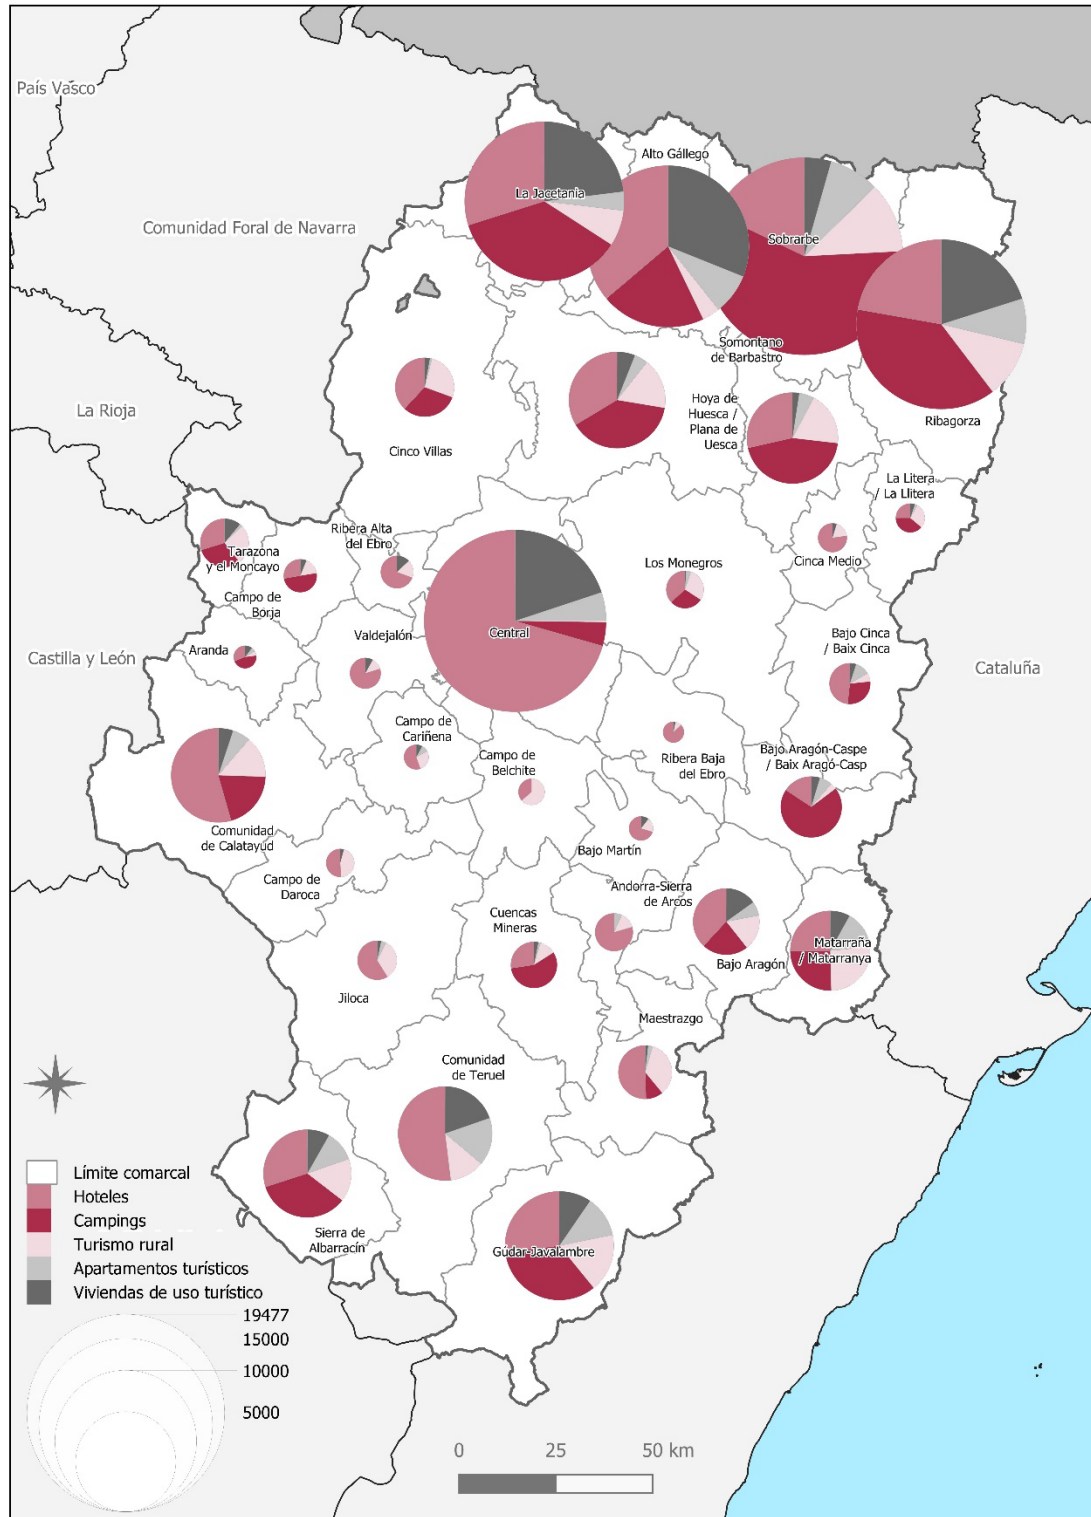 País Vasco
Alto Gállego
La Jacetania
Comunidad Foral de Navarra
Sobrarbe
Somontano
de Barbastro
La Rioja
Hoya de
Huesca /
Plana de
Uesca
Ribagorza
Cinco Villas
La Litera
/ La Llitera
Ribera Alta
del Ebro
Tarazona
y el Moncayo
Los Monegros
Cinca Medio
Campo de
Borja
Central
Valdejalón
Bajo Cinca
/ Baix Cinca
Aranda
Castilla y León
Cataluña
Campo de
Cariñena
Campo de
Belchite
Ribera Baja
del Ebro
Bajo Aragón-Caspe
/ Baix Aragó-Casp
Comunidad
de Calatayud
Bajo Martín
Campo de
Daroca
Andorra-Sierra
de Arcos
Cuencas
Mineras
Matarraña
/ Matarranya
Bajo Aragón
Jiloca
Maestrazgo
Comunidad
de Teruel
Sierra de
Albarracín
Gúdar-Javalambre
Límite comarcal
Hoteles
Campings
Turismo rural
Apartamentos turísticos
Viviendas de uso turístico
19477
15000
10000
5000
0 25 50 km